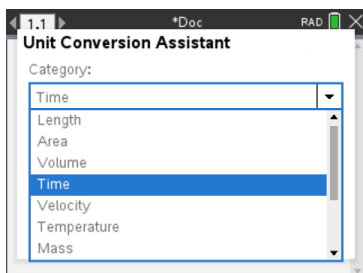 1.1 *Doc RAD
Unit Conversion Assistant
Category:
Time
Length
Area
Volume
Time
Velocity
Temperature
Mass